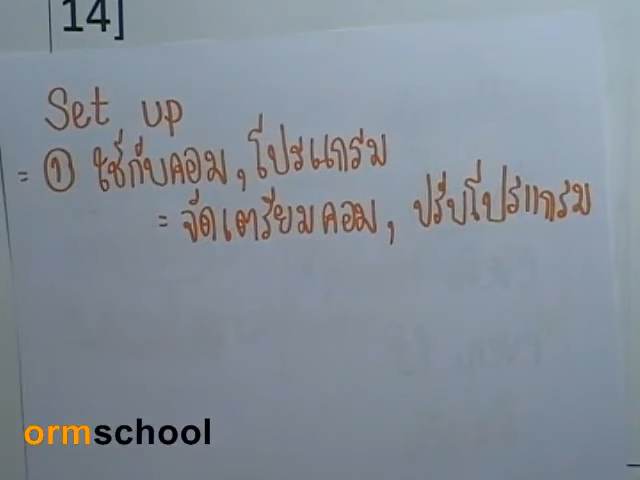 14]
Set up
= ① ใช้กับคอม, โปรแกรม
= จัดเตรียมคอม, ปรับโปรแกรม
ormschool